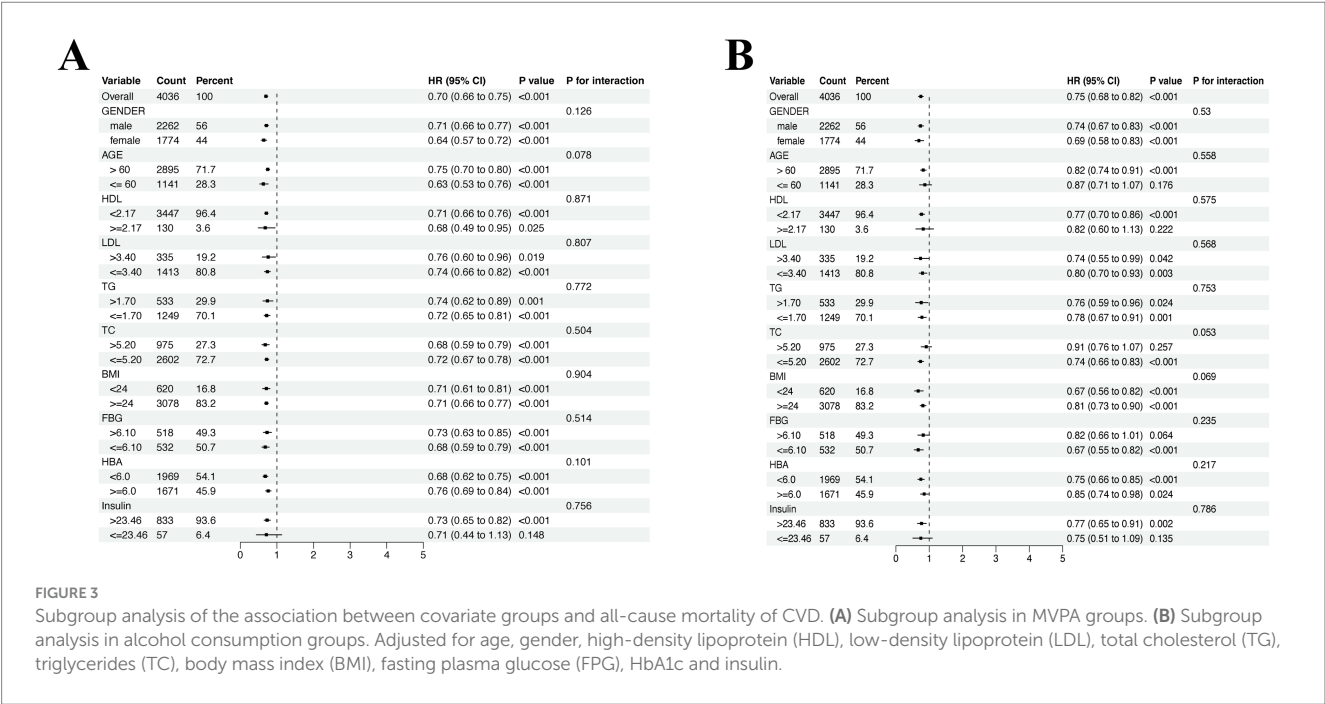 A
Variable Count Percent HR (95% CI) P value P for interaction
Overall 4036 100 0.70 (0.66 to 0.75) <0.001
GENDER 0.126
male 2262 56 0.71 (0.66 to 0.77) <0.001
female 1774 44 0.64 (0.57 to 0.72) <0.001
AGE 0.078
> 60 2895 71.7 0.75 (0.70 to 0.80) <0.001
<= 60 1141 28.3 0.63 (0.53 to 0.76) <0.001
HDL 0.871
<2.17 3447 96.4 0.71 (0.66 to 0.76) <0.001
>=2.17 130 3.6 0.68 (0.49 to 0.95) 0.025
LDL 0.807
>3.40 335 19.2 0.76 (0.60 to 0.96) 0.019
<=3.40 1413 80.8 0.74 (0.66 to 0.82) <0.001
TG 0.772
>1.70 533 29.9 0.74 (0.62 to 0.89) 0.001
<=1.70 1249 70.1 0.72 (0.65 to 0.81) <0.001
TC 0.504
>5.20 975 27.3 0.68 (0.59 to 0.79) <0.001
<=5.20 2602 72.7 0.72 (0.67 to 0.78) <0.001
BMI 0.904
<24 620 16.8 0.71 (0.61 to 0.81) <0.001
>=24 3078 83.2 0.71 (0.66 to 0.77) <0.001
FBG 0.514
>6.10 518 49.3 0.73 (0.63 to 0.85) <0.001
<=6.10 532 50.7 0.68 (0.59 to 0.79) <0.001
HBA 0.101
<6.0 1969 54.1 0.68 (0.62 to 0.75) <0.001
>=6.0 1671 45.9 0.76 (0.69 to 0.84) <0.001
Insulin 0.756
>23.46 833 93.6 0.73 (0.65 to 0.82) <0.001
<=23.46 57 6.4 0.71 (0.44 to 1.13) 0.148
0 1 2 3 4 5
B
Variable Count Percent HR (95% CI) P value P for interaction
Overall 4036 100 0.75 (0.68 to 0.82) <0.001
GENDER 0.53
male 2262 56 0.74 (0.67 to 0.83) <0.001
female 1774 44 0.69 (0.58 to 0.83) <0.001
AGE 0.558
> 60 2895 71.7 0.82 (0.74 to 0.91) <0.001
<= 60 1141 28.3 0.87 (0.71 to 1.07) 0.176
HDL 0.575
<2.17 3447 96.4 0.77 (0.70 to 0.86) <0.001
>=2.17 130 3.6 0.82 (0.60 to 1.13) 0.222
LDL 0.568
>3.40 335 19.2 0.74 (0.55 to 0.99) 0.042
<=3.40 1413 80.8 0.80 (0.70 to 0.93) 0.003
TG 0.753
>1.70 533 29.9 0.76 (0.59 to 0.96) 0.024
<=1.70 1249 70.1 0.78 (0.67 to 0.91) 0.001
TC 0.053
>5.20 975 27.3 0.91 (0.76 to 1.07) 0.257
<=5.20 2602 72.7 0.74 (0.66 to 0.83) <0.001
BMI 0.069
<24 620 16.8 0.67 (0.56 to 0.82) <0.001
>=24 3078 83.2 0.81 (0.73 to 0.90) <0.001
FBG 0.235
>6.10 518 49.3 0.82 (0.66 to 1.01) 0.064
<=6.10 532 50.7 0.67 (0.55 to 0.82) <0.001
HBA 0.217
<6.0 1969 54.1 0.75 (0.66 to 0.85) <0.001
>=6.0 1671 45.9 0.85 (0.74 to 0.98) 0.024
Insulin 0.786
>23.46 833 93.6 0.77 (0.65 to 0.91) 0.002
<=23.46 57 6.4 0.75 (0.51 to 1.09) 0.135
0 1 2 3 4 5
FIGURE 3
Subgroup analysis of the association between covariate groups and all-cause mortality of CVD. (A) Subgroup analysis in MVPA groups. (B) Subgroup
analysis in alcohol consumption groups. Adjusted for age, gender, high-density lipoprotein (HDL), low-density lipoprotein (LDL), total cholesterol (TG),
triglycerides (TC), body mass index (BMI), fasting plasma glucose (FPG), HbA1c and insulin.